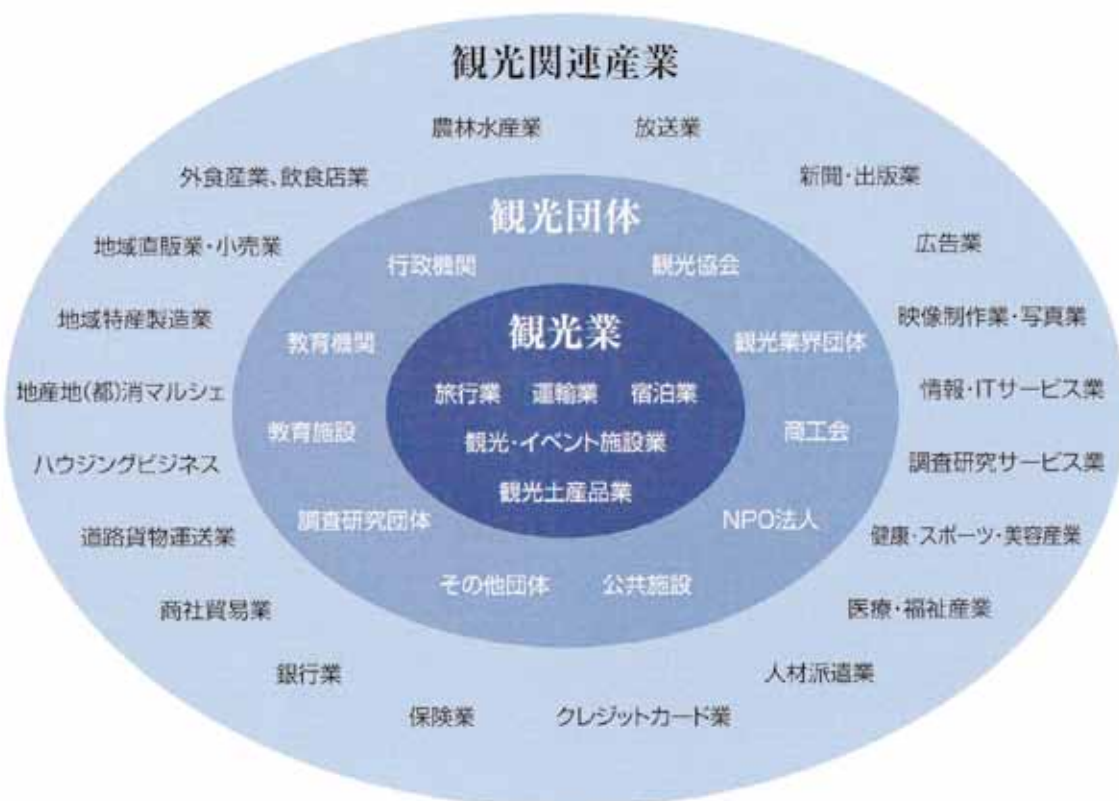 観光関連産業
農林水産業 放送業
外食産業、飲食店業 新聞・出版業
地域直販業・小売業 広告業
地域特産製造業 映像制作業・写真業
地産地(都)消マルシェ 情報・ITサービス業
ハウジングビジネス 調査研究サービス業
道路貨物運送業 健康・スポーツ・美容産業
商社貿易業 医療・福祉産業
銀行業 人材派遣業
保険業 クレジットカード業
観光団体
行政機関 観光協会
教育機関 観光業界団体
教育施設 商工会
調査研究団体 NPO法人
その他団体 公共施設
観光業
旅行業 運輸業 宿泊業
観光・イベント施設業
観光土産品業